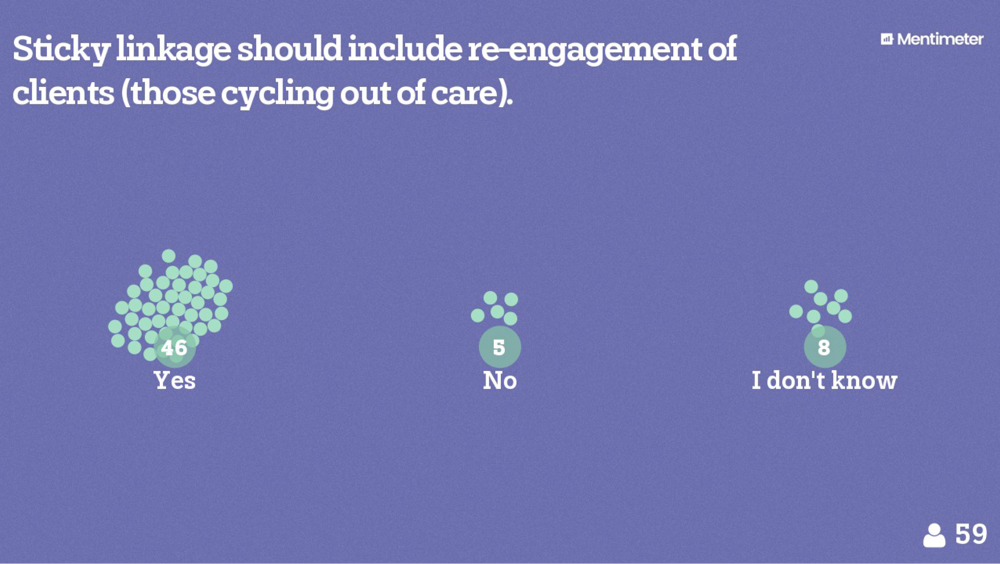 Sticky linkage should include re-engagement of
clients (those cycling out of care).
Mentimeter
46
Yes
5
No
8
I don't know
59